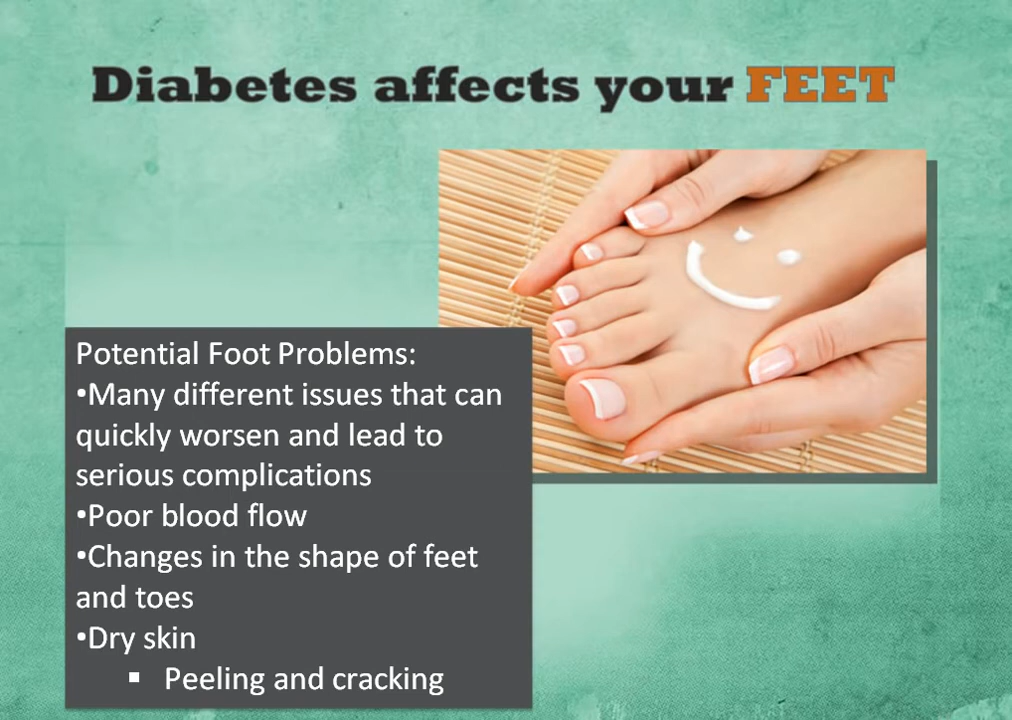 Diabetes affects your FEET
Potential Foot Problems:
•Many different issues that can
quickly worsen and lead to
serious complications
•Poor blood flow
•Changes in the shape of feet
and toes
•Dry skin
▪ Peeling and cracking